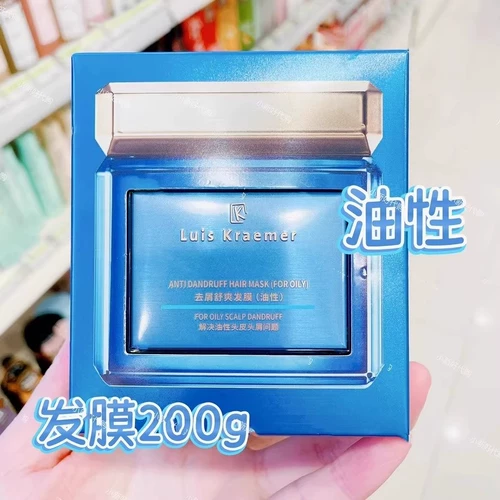 Luis Kraemer
油性
ANTI DANDRUFF HAIR MASK (FOR OILY)
去屑舒爽发膜（油性）
FOR OILY SCALP DANDRUFF
解决油性头皮头屑问题
发膜200g